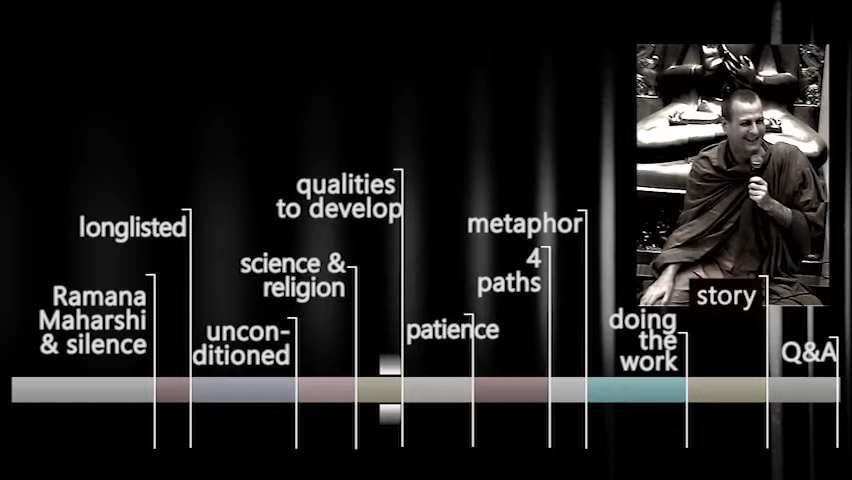 Ramana
Maharshi
& silence
longlisted
uncon-
ditioned
science &
religion
qualities
to develop
patience
4
paths
metaphor
doing
the
work
story
Q&A